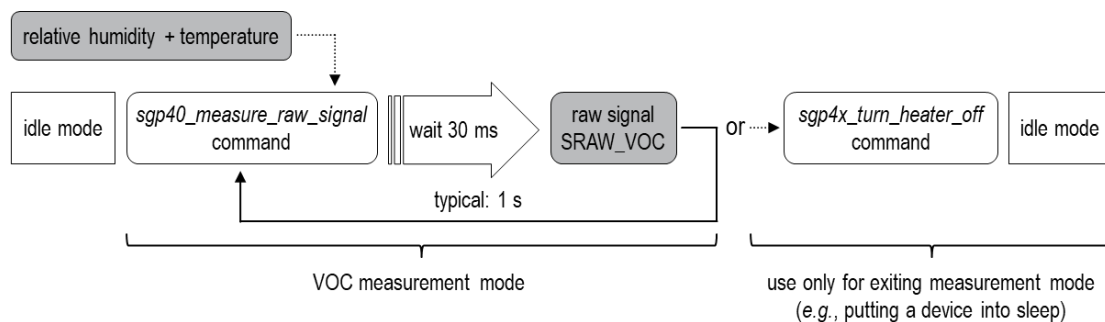 relative humidity + temperature
idle mode
sgp40_measure_raw_signal
command
wait 30 ms
raw signal
SRAW_VOC
or
sgp4x_turn_heater_off
command
idle mode
typical: 1 s
VOC measurement mode
use only for exiting measurement mode
(e.g., putting a device into sleep)